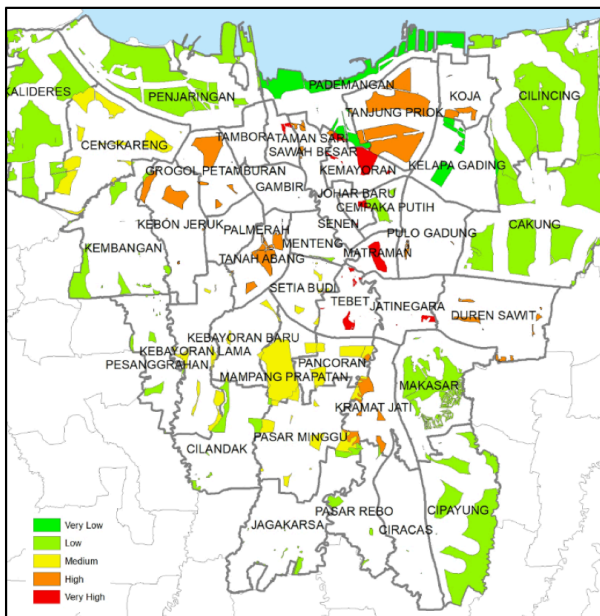 PADEMANGAN
KALIDERES
PENJARINGAN
TANJUNG PRIOK
KOJA
CILINCING
CENGKARENG
TAMBORA
TAMAN SARI
SAWAH BESAR
GROGOL PETAMBURAN
KEMAYORAN
KELAPA GADING
GAMBIR
JOHAR BARU
CEMPAKA PUTIH
KEBON JERUK
SENEN
PALMERAH
PULO GADUNG
CAKUNG
KEMBANGAN
MENTENG
MATRAMAN
TANAH ABANG
SETIA BUDI
TEBET
JATINEGARA
DUREN SAWIT
KEBAYORAN BARU
KEBAYORAN LAMA
PESANGGRAHAN
PANCORAN
MAMPANG PRAPATAN
MAKASAR
KRAMAT JATI
PASAR MINGGU
CILANDAK
PASAR REBO
CIPAYUNG
JAGAKARSA
CIRACAS
Very Low
Low
Medium
High
Very High